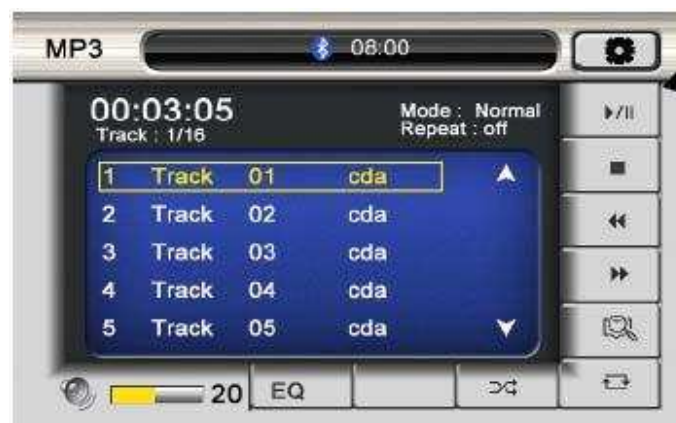 MP3 08:00
00:03:05 Mode : Normal
Track : 1/16 Repeat : off
1 Track 01 cda
2 Track 02 cda
3 Track 03 cda
4 Track 04 cda
5 Track 05 cda
20 EQ